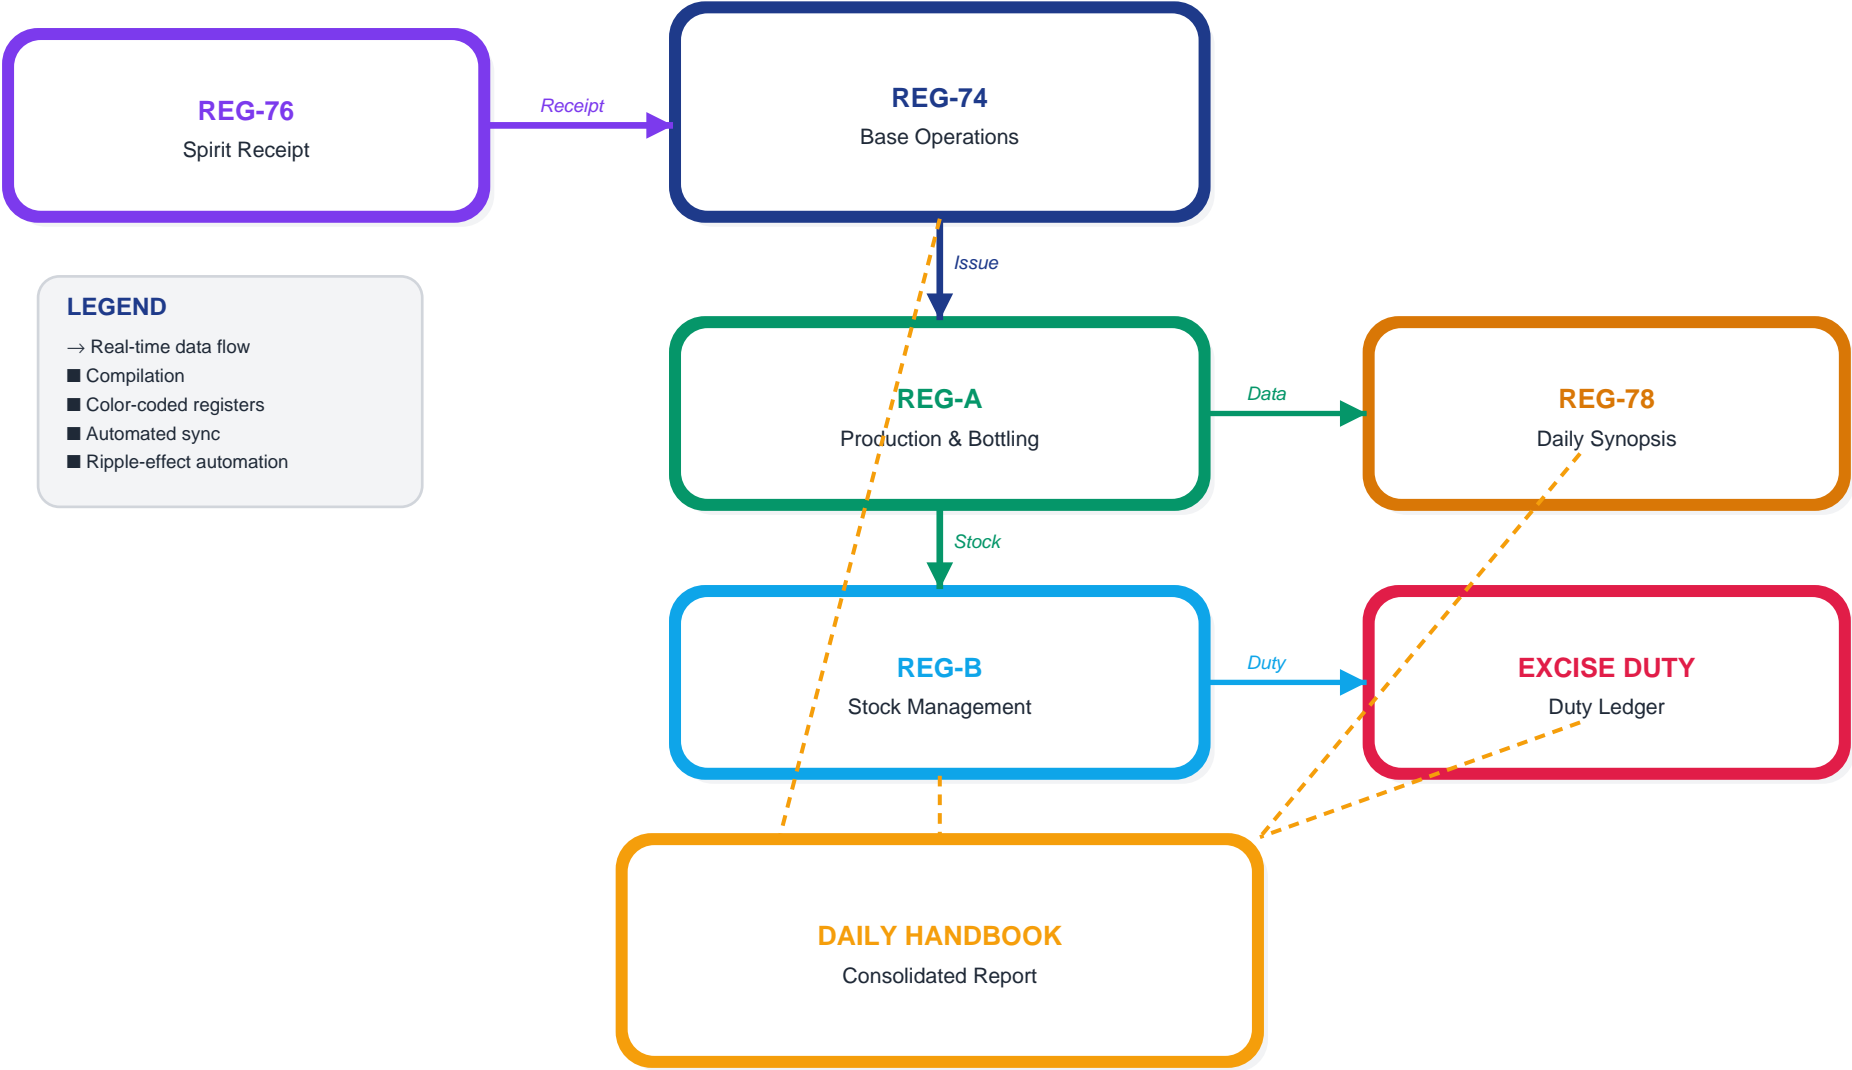 REG-76
Spirit Receipt
Receipt
REG-74
Base Operations
Issue
LEGEND
→ Real-time data flow
■ Compilation
■ Color-coded registers
■ Automated sync
■ Ripple-effect automation
REG-A
Production & Bottling
Data
REG-78
Daily Synopsis
Stock
REG-B
Stock Management
Duty
EXCISE DUTY
Duty Ledger
DAILY HANDBOOK
Consolidated Report